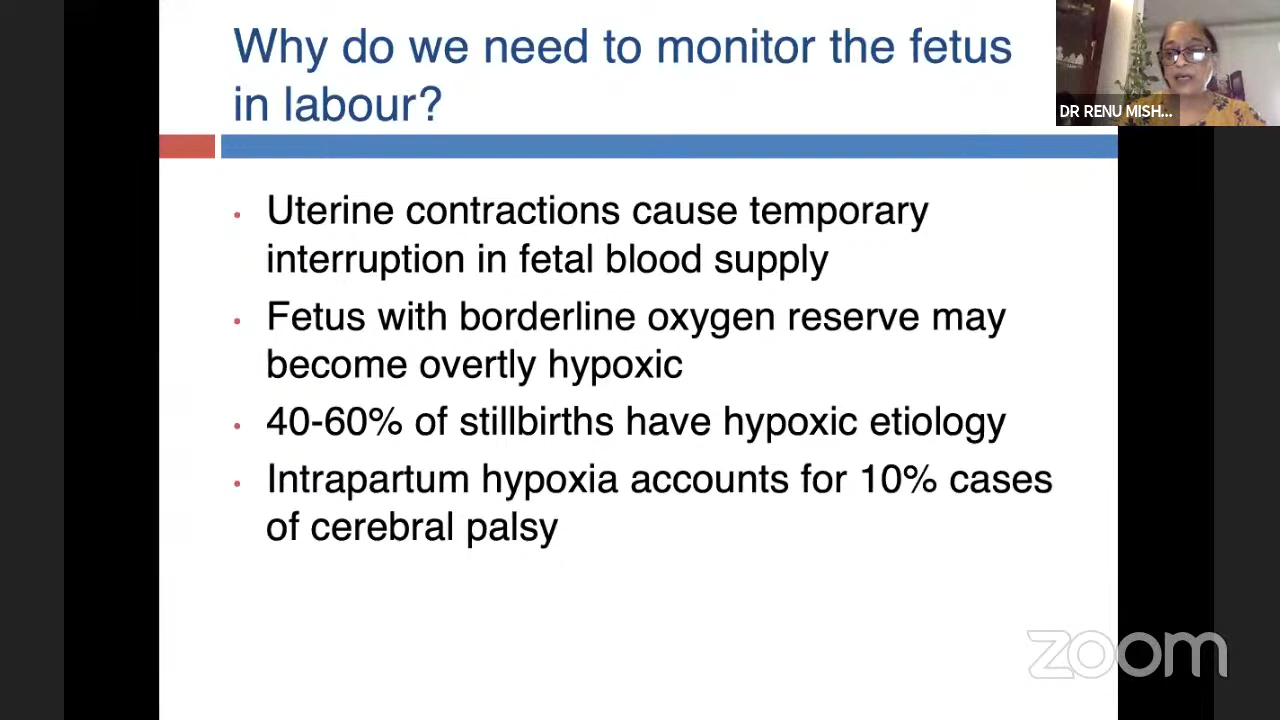 Why do we need to monitor the fetus
in labour?
DR RENU MISH...
• Uterine contractions cause temporary
interruption in fetal blood supply
• Fetus with borderline oxygen reserve may
become overtly hypoxic
• 40-60% of stillbirths have hypoxic etiology
• Intrapartum hypoxia accounts for 10% cases
of cerebral palsy
zoom